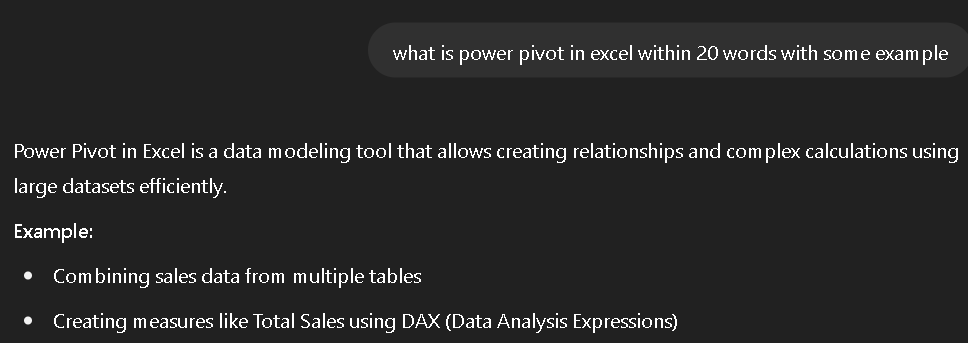 what is power pivot in excel within 20 words with some example
Power Pivot in Excel is a data modeling tool that allows creating relationships and complex calculations using
large datasets efficiently.
Example:
• Combining sales data from multiple tables
• Creating measures like Total Sales using DAX (Data Analysis Expressions)